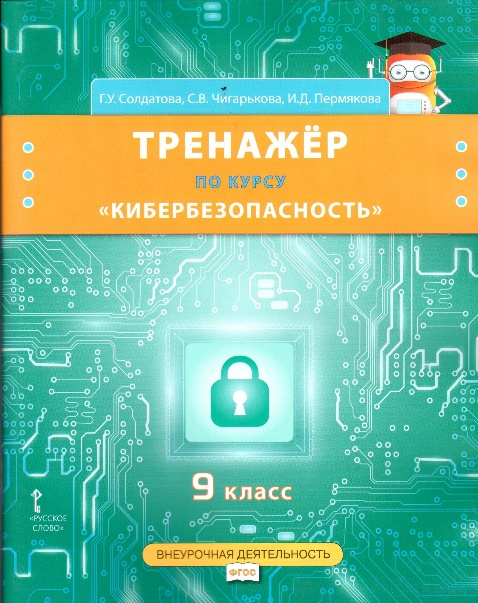 Г.У. Солдатова, С.В. Чигарькова, И.Д. Пермякова
ТРЕНАЖЁР
ПО КУРСУ
«КИБЕРБЕЗОПАСНОСТЬ»
9 класс
«РУССКОЕ
СЛОВО»
ВНЕУРОЧНАЯ ДЕЯТЕЛЬНОСТЬ
ФГОС